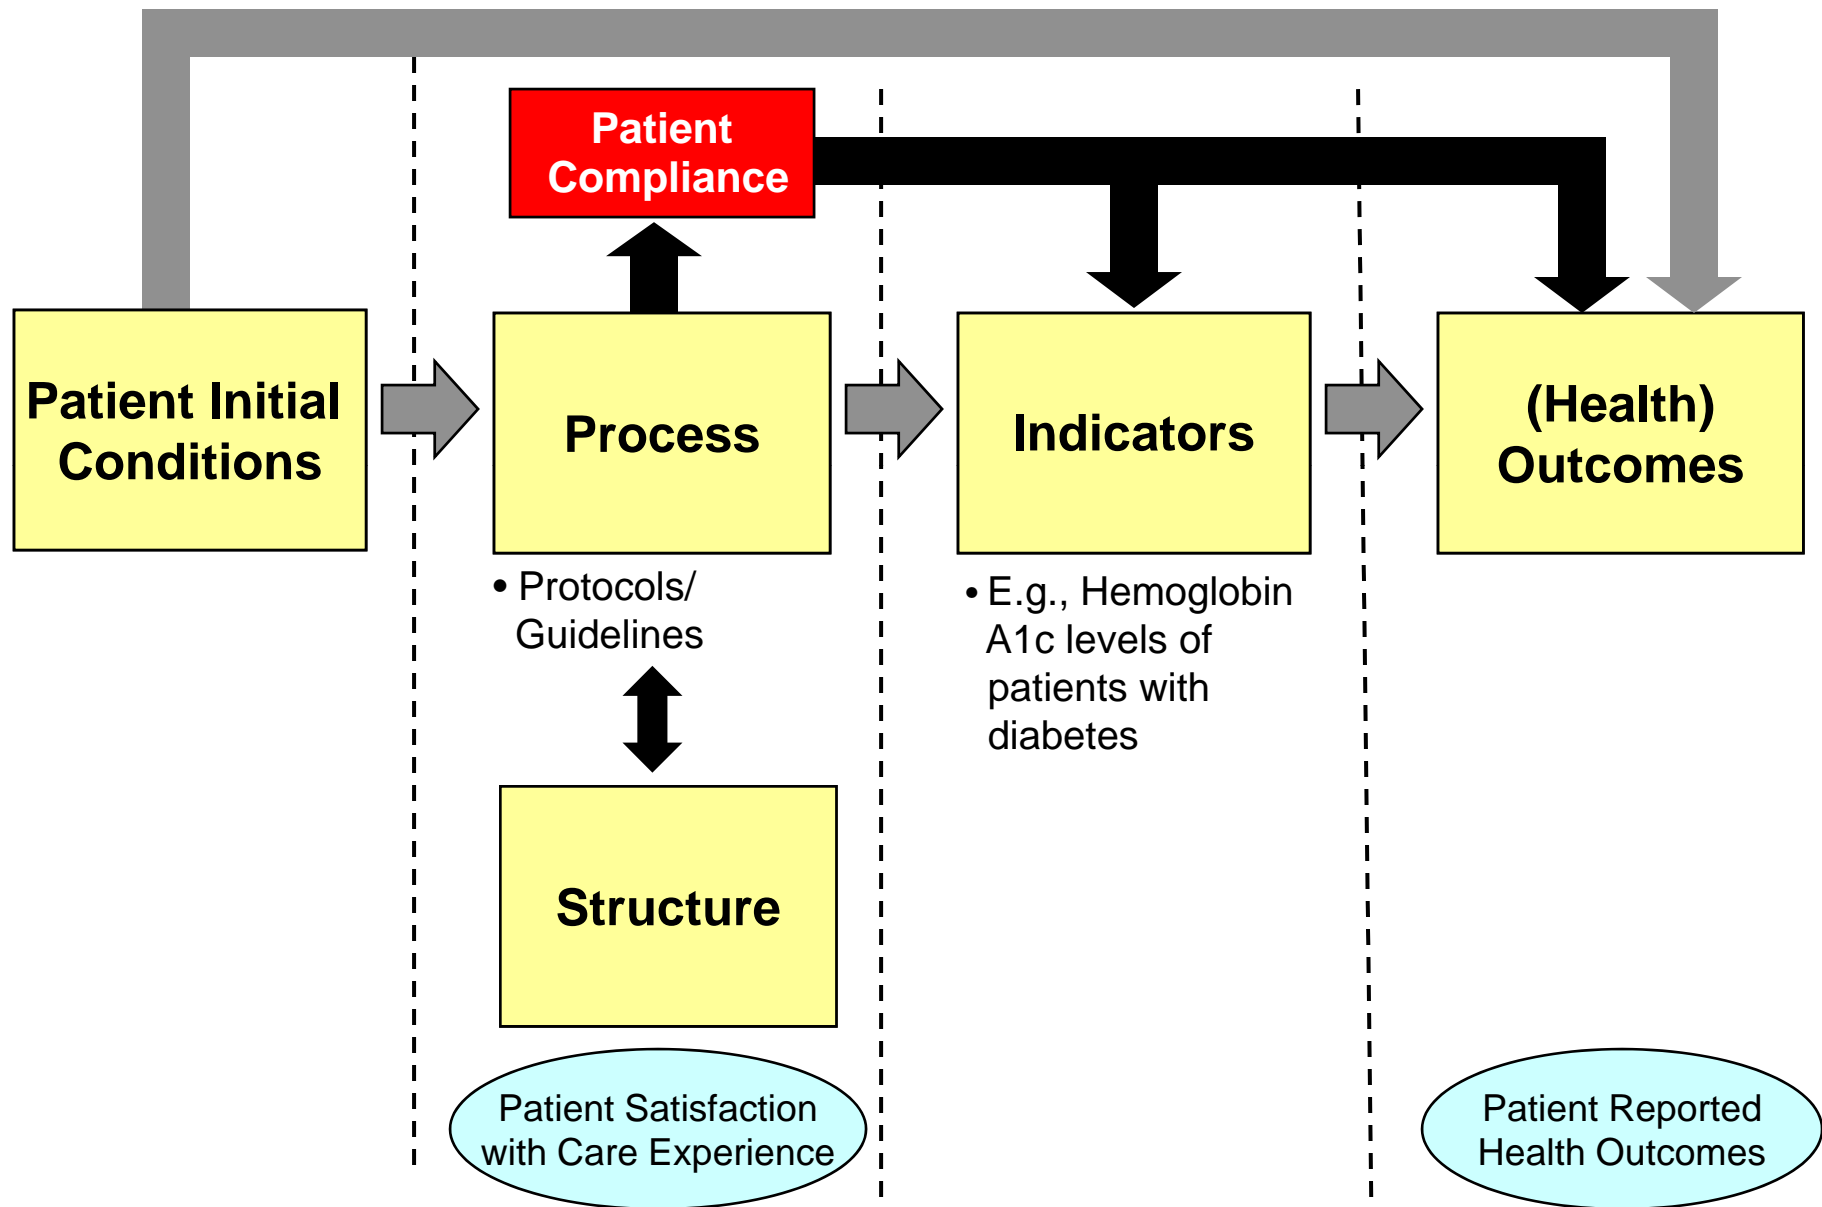 Patient
Compliance
Patient Initial
Conditions
Process
Indicators
(Health)
Outcomes
• Protocols/
Guidelines
• E.g., Hemoglobin
A1c levels of
patients with
diabetes
Structure
Patient Satisfaction
with Care Experience
Patient Reported
Health Outcomes